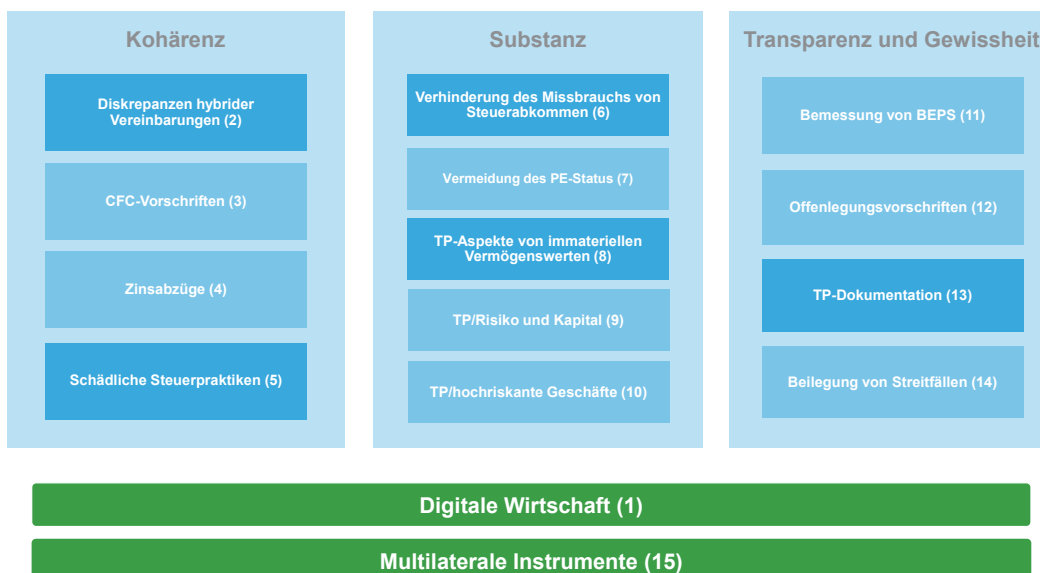 Kohärenz
Diskrepanzen hybrider
Vereinbarungen (2)
CFC-Vorschriften (3)
Zinsabzüge (4)
Schädliche Steuerpraktiken (5)
Substanz
Verhinderung des Missbrauchs von
Steuerabkommen (6)
Vermeidung des PE-Status (7)
TP-Aspekte von immateriellen
Vermögenswerten (8)
TP/Risiko und Kapital (9)
TP/hochriskante Geschäfte (10)
Transparenz und Gewissheit
Bemessung von BEPS (11)
Offenlegungsvorschriften (12)
TP-Dokumentation (13)
Beilegung von Streitfällen (14)
Digitale Wirtschaft (1)
Multilaterale Instrumente (15)